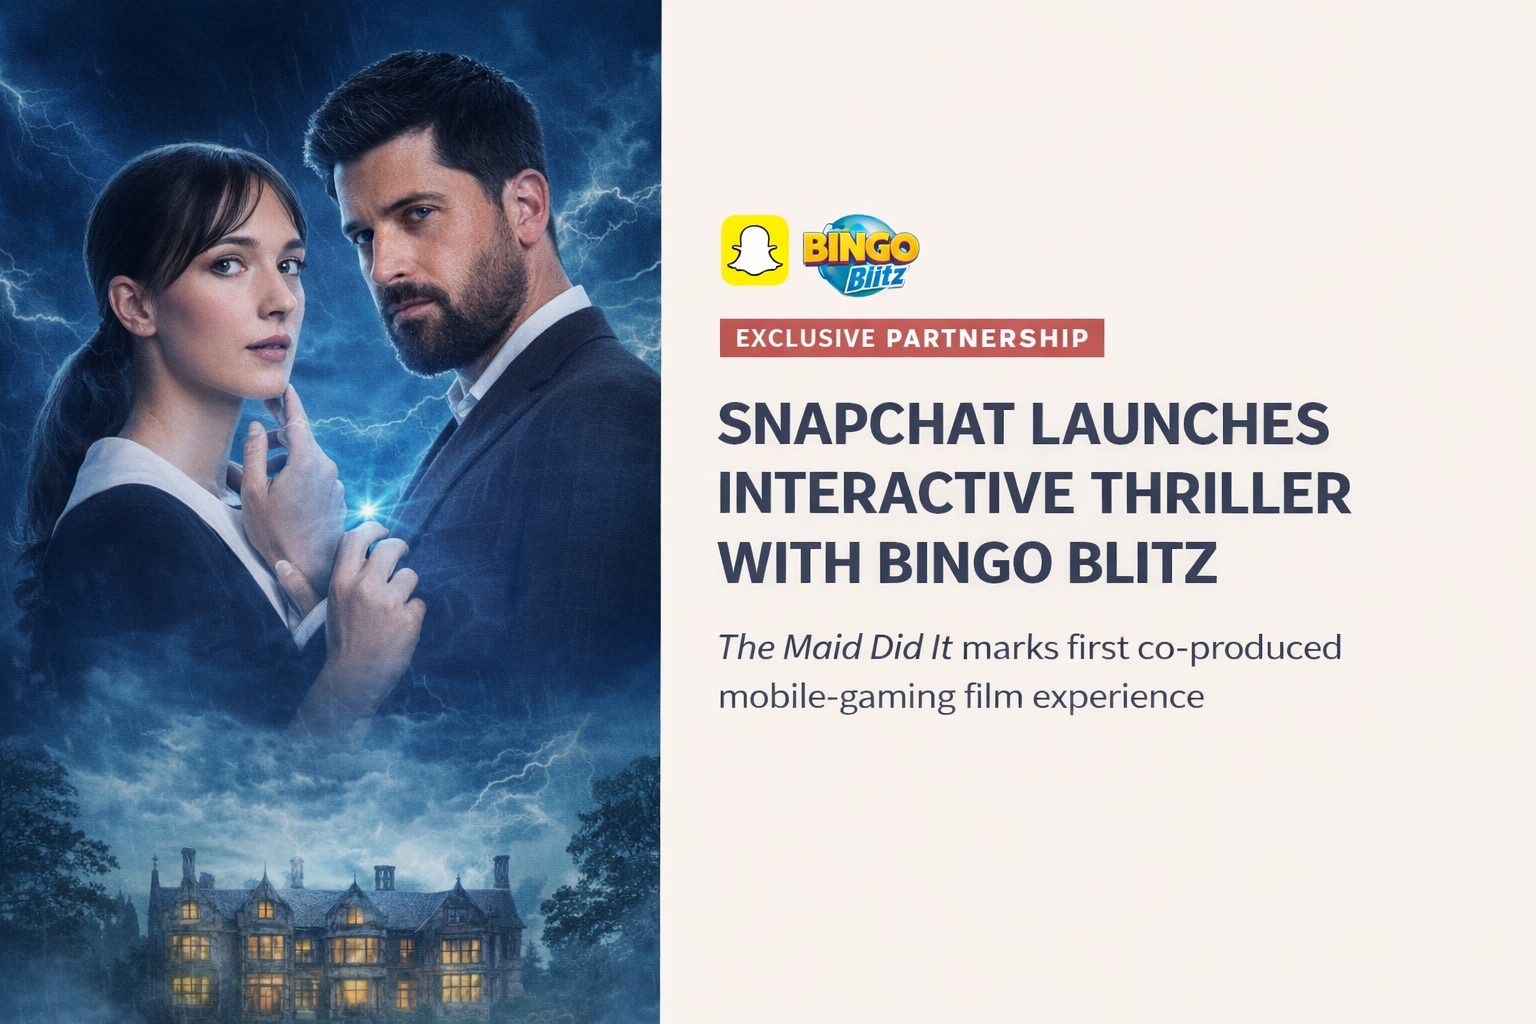 BINGO
Blitz
EXCLUSIVE PARTNERSHIP
SNAPCHAT LAUNCHES
INTERACTIVE THRILLER
WITH BINGO BLITZ
The Maid Did It marks first co-produced
mobile-gaming film experience